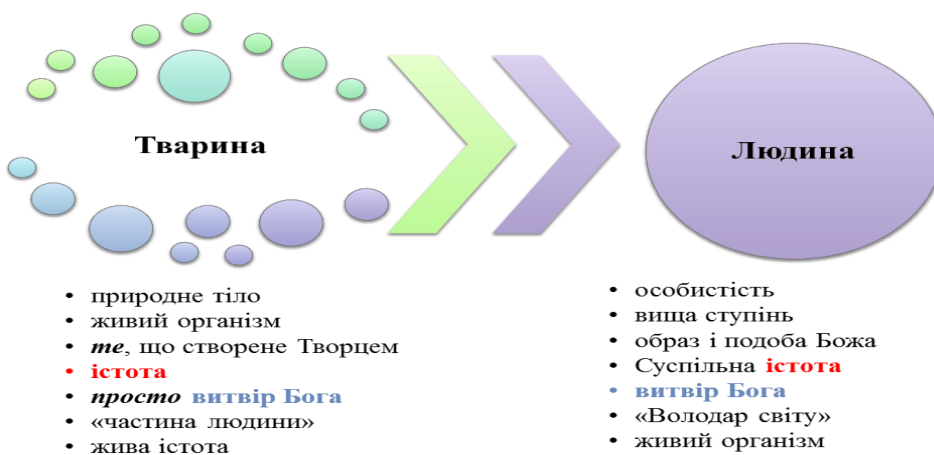 Тварина
• природне тіло
• живий організм
• те, що створене Творцем
• істота
• просто витвір Бога
• «частина людини»
• жива істота
Людина
• особистість
• вища ступінь
• образ і подоба Божа
• Суспільна істота
• витвір Бога
• «Володар світу»
• живий організм